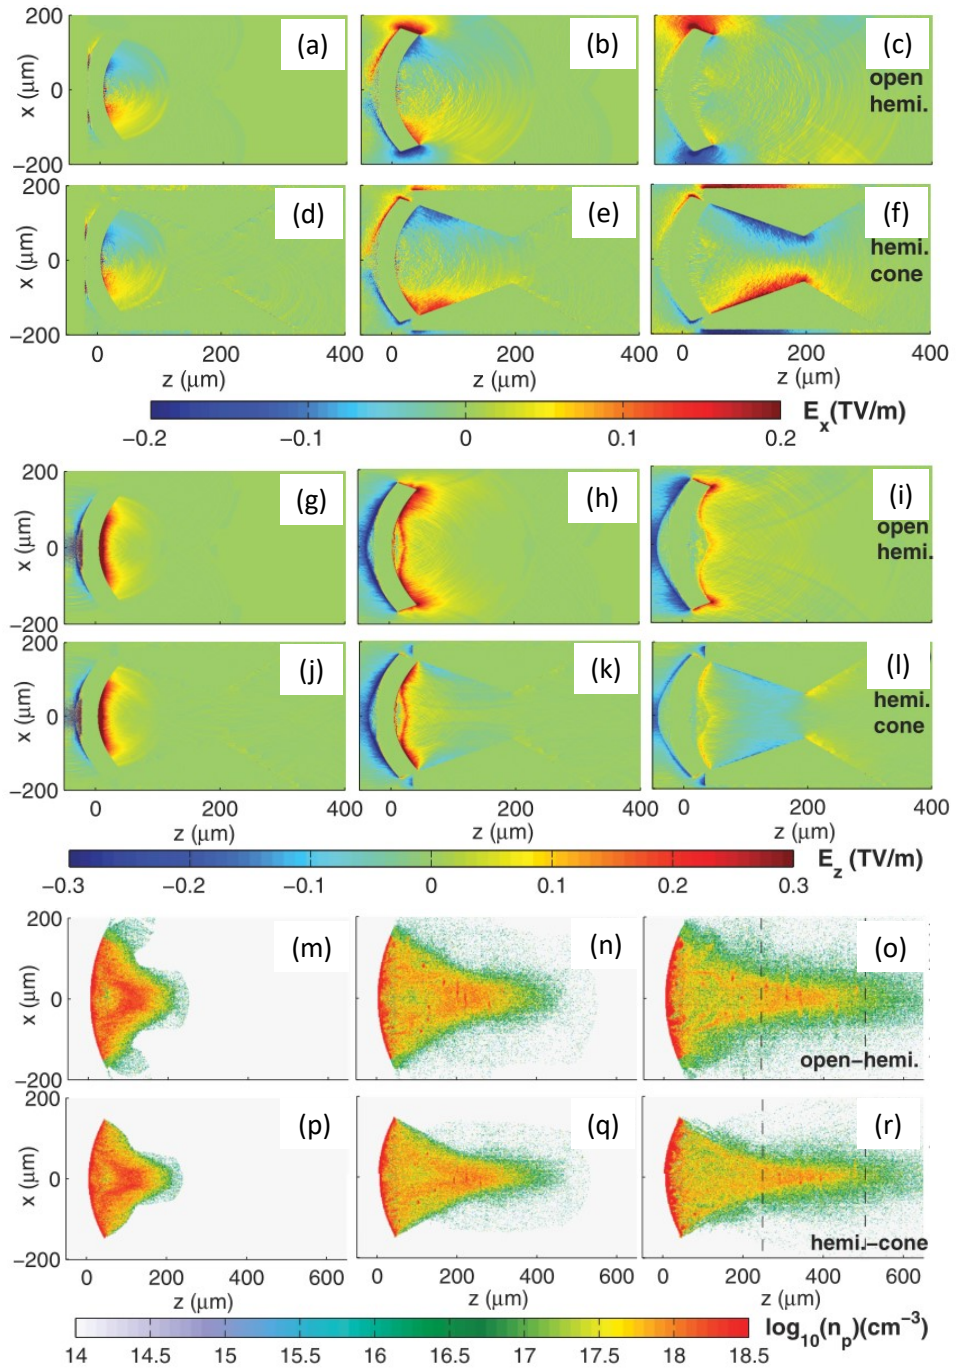 200
x (μm)
0
−200
(a)
(b)
(c)
open
hemi.
200
x (μm)
0
−200
(d)
(e)
(f)
hemi.
cone
0
200
400
0
200
400
0
200
400
z (μm)
z (μm)
z (μm)
−0.2
−0.1
0
0.1
0.2
E_x(TV/m)
200
x (μm)
0
−200
(g)
(h)
(i)
open
hemi.
200
x (μm)
0
−200
(j)
(k)
(l)
hemi.
cone
0
200
400
0
200
400
0
200
400
z (μm)
z (μm)
z (μm)
−0.3
−0.2
−0.1
0
0.1
0.2
0.3
E_z (TV/m)
200
x (μm)
0
−200
(m)
(n)
(o)
open−hemi.
200
x (μm)
0
−200
(p)
(q)
(r)
hemi.−cone
0
200
400
600
0
200
400
600
0
200
400
600
z (μm)
z (μm)
z (μm)
14
14.5
15
15.5
16
16.5
17
17.5
18
18.5
log₁₀(n_p)(cm⁻³)